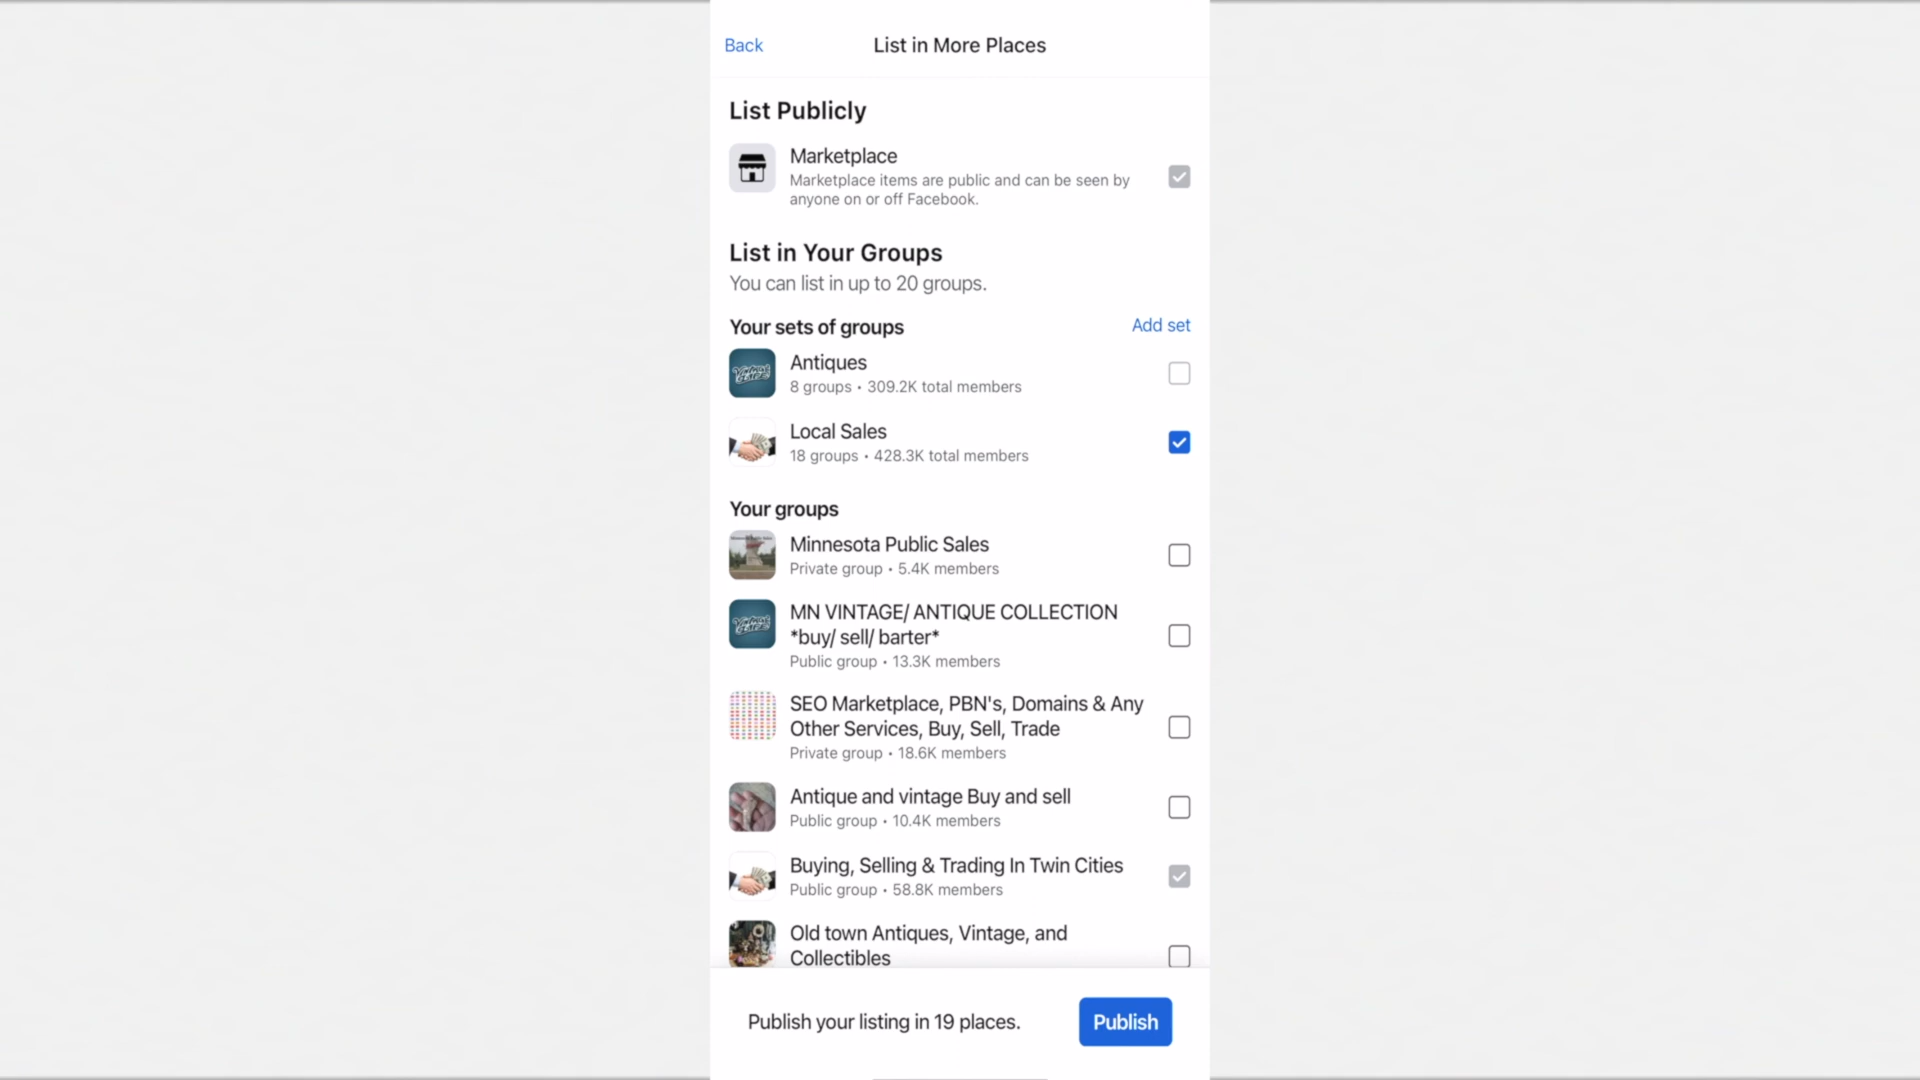 Back
List in More Places
List Publicly
Marketplace
Marketplace items are public and can be seen by
anyone on or off Facebook.
List in Your Groups
You can list in up to 20 groups.
Your sets of groups
Add set
Antiques
8 groups • 309.2K total members
Local Sales
18 groups • 428.3K total members
Your groups
Minnesota Public Sales
Private group • 5.4K members
MN VINTAGE/ ANTIQUE COLLECTION
*buy/ sell/ barter*
Public group • 13.3K members
SEO Marketplace, PBN's, Domains & Any
Other Services, Buy, Sell, Trade
Private group • 18.6K members
Antique and vintage Buy and sell
Public group • 10.4K members
Buying, Selling & Trading In Twin Cities
Public group • 58.8K members
Old town Antiques, Vintage, and
Collectibles
Publish your listing in 19 places.
Publish